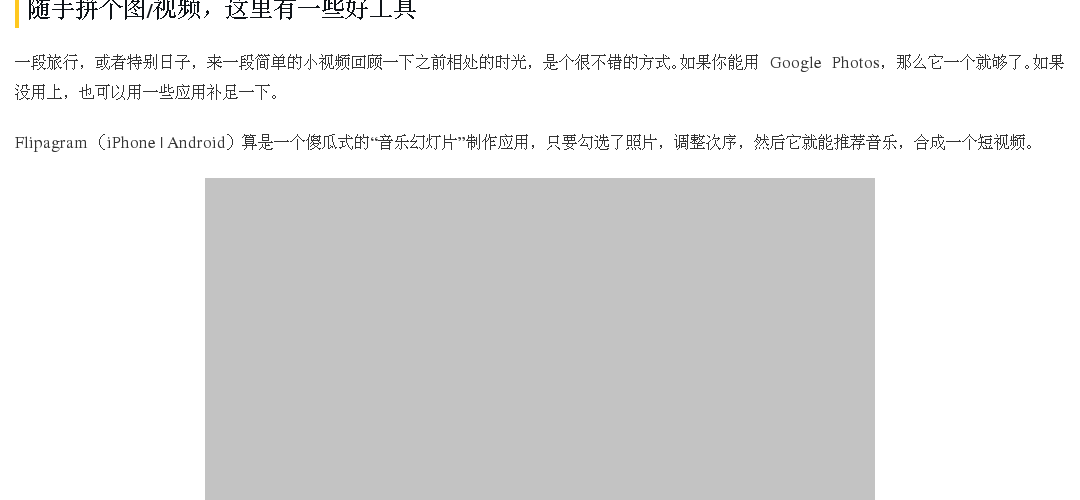 随手拼个图/视频，这里有一些好工具
一段旅行，或者特别日子，来一段简单的小视频回顾一下之前相处的时光，是个很不错的方式。如果你能用 Google Photos，那么它一个就够了。如果
没用上，也可以用一些应用补足一下。
Flipagram（iPhone | Android）算是一个傻瓜式的“音乐幻灯片”制作应用，只要勾选了照片，调整次序，然后它就能推荐音乐，合成一个短视频。